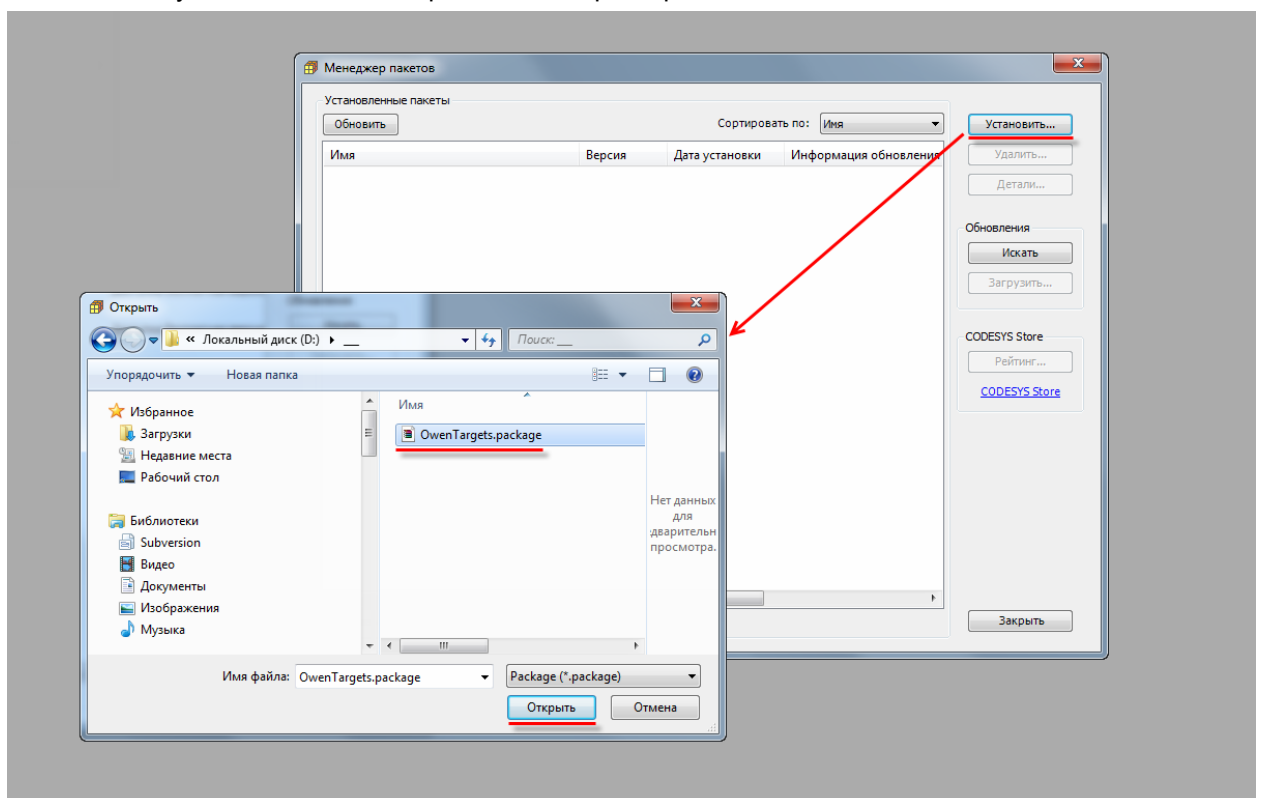 Менеджер пакетов
Установленные пакеты
Обновить
Сортировать по:
Имя
Установить...
Имя
Версия
Дата установки
Информация обновления
Удалить...
Детали...
Обновления
Искать
Загрузить...
CODESYS Store
Рейтинг...
CODESYS Store
Закрыть
Открыть
« Локальный диск (D:) ▸ __
Поиск: __
Упорядочить
Новая папка
Избранное
Загрузки
Недавние места
Рабочий стол
Библиотеки
Subversion
Видео
Документы
Изображения
Музыка
Имя
OwenTargets.package
Нет данных
для
дварительн
просмотра.
Имя файла:
OwenTargets.package
Package (*.package)
Открыть
Отмена